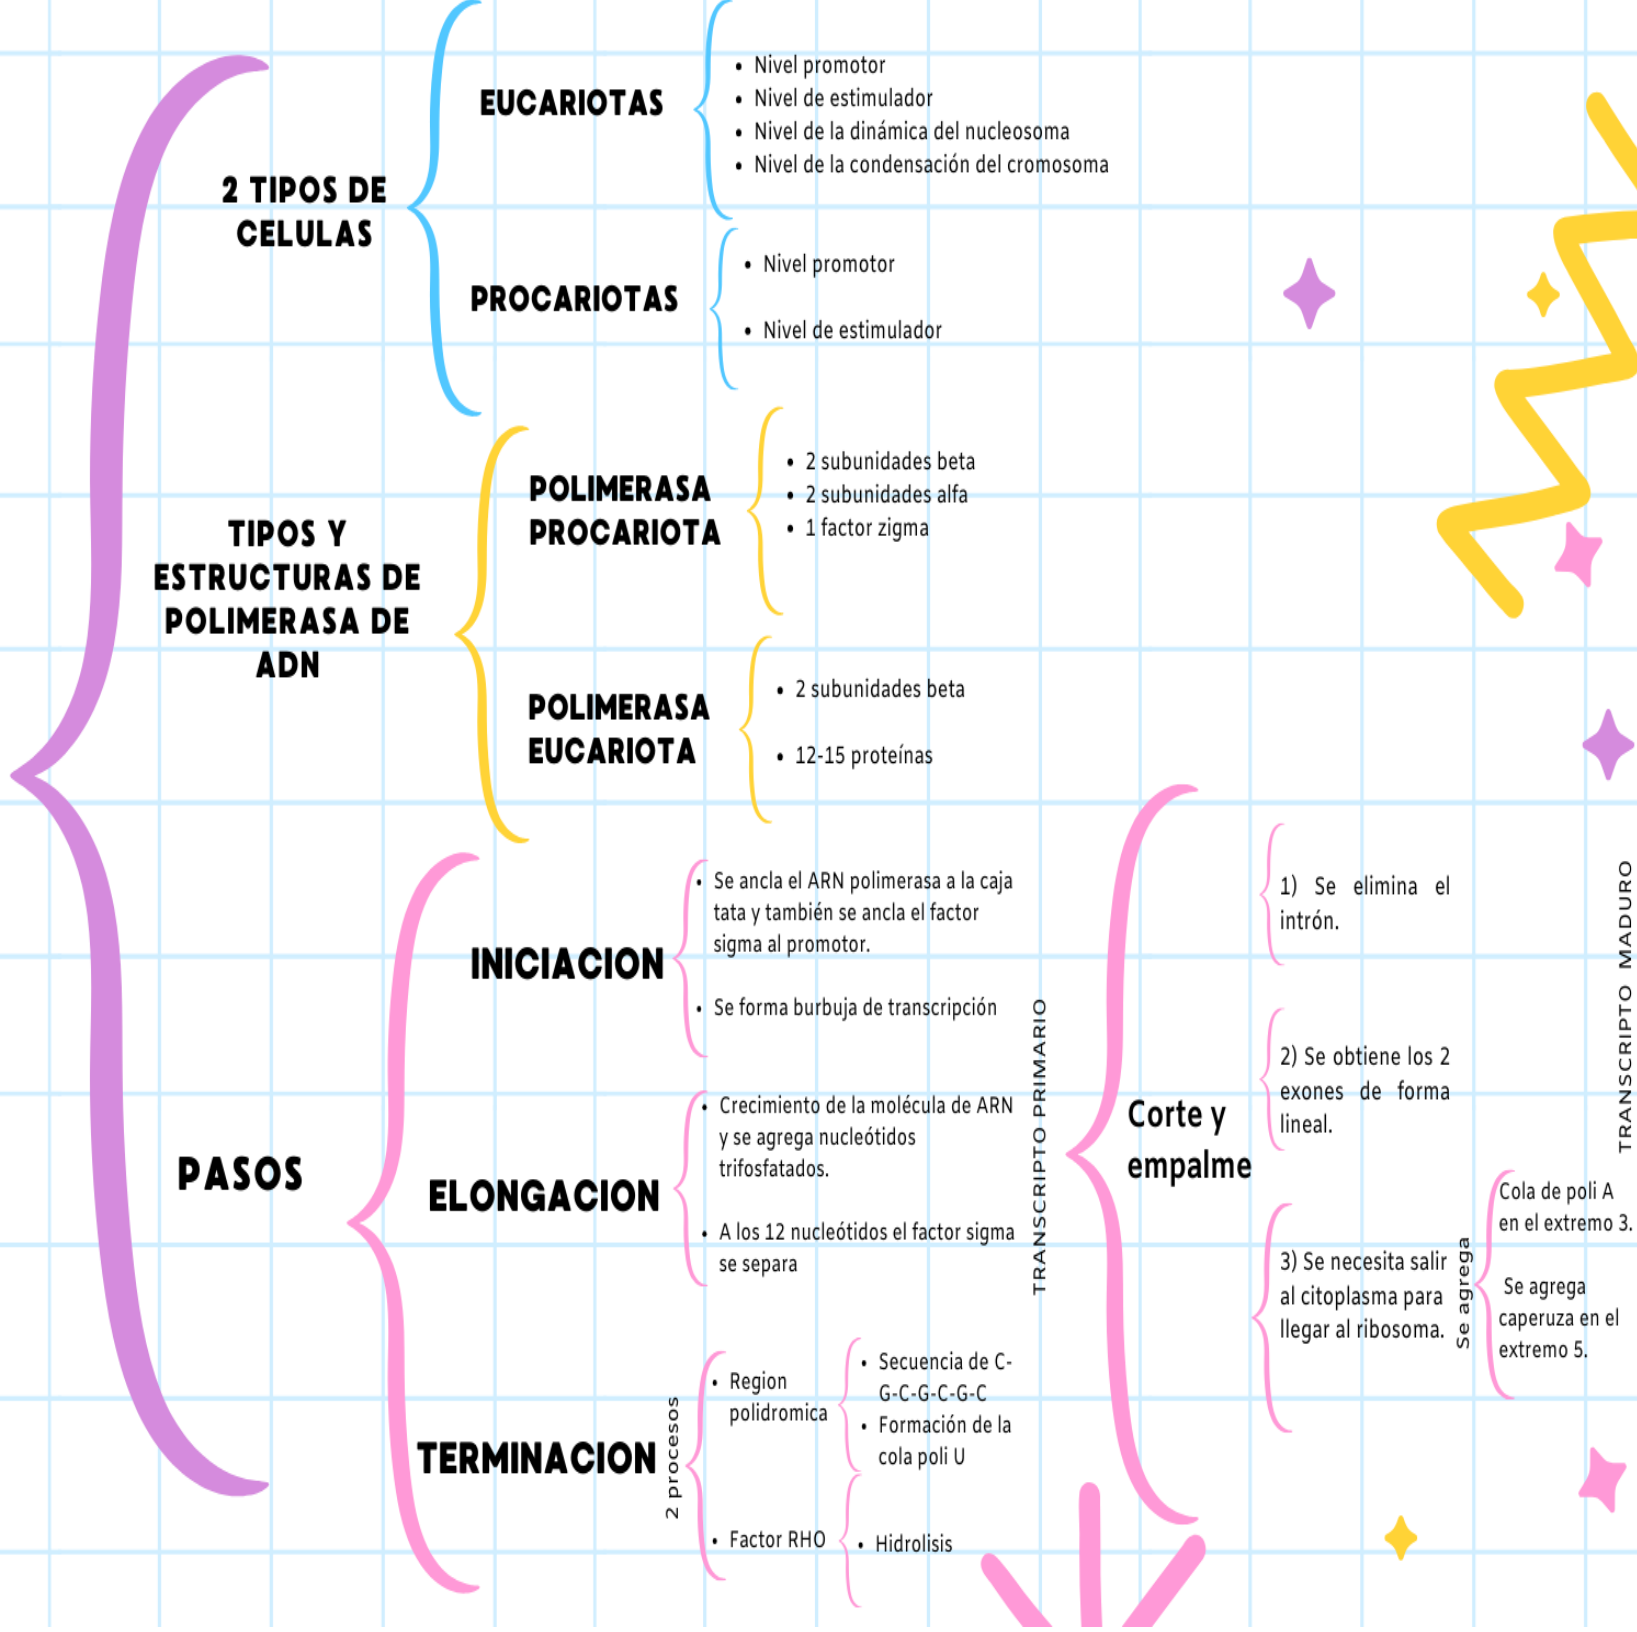 2 TIPOS DE
CELULAS
EUCARIOTAS
• Nivel promotor
• Nivel de estimulador
• Nivel de la dinámica del nucleosoma
• Nivel de la condensación del cromosoma
PROCARIOTAS
• Nivel promotor
• Nivel de estimulador
TIPOS Y
ESTRUCTURAS DE
POLIMERASA DE
ADN
POLIMERASA
PROCARIOTA
• 2 subunidades beta
• 2 subunidades alfa
• 1 factor zigma
POLIMERASA
EUCARIOTA
• 2 subunidades beta
• 12-15 proteínas
PASOS
INICIACION
• Se ancla el ARN polimerasa a la caja
tata y también se ancla el factor
sigma al promotor.
• Se forma burbuja de transcripción
ELONGACION
• Crecimiento de la molécula de ARN
y se agrega nucleótidos
trifosfatados.
• A los 12 nucleótidos el factor sigma
se separa
TERMINACION
2 procesos
• Region
polidromica
• Secuencia de C-
G-C-G-C-G-C
• Formación de la
cola poli U
• Factor RHO
• Hidrolisis
TRANSCRIPTO PRIMARIO
Corte y
empalme
1) Se elimina el
intrón.
2) Se obtiene los 2
exones de forma
lineal.
3) Se necesita salir
al citoplasma para
llegar al ribosoma.
Se agrega
Cola de poli A
en el extremo 3.
Se agrega
caperuza en el
extremo 5.
TRANSCRIPTO MADURO